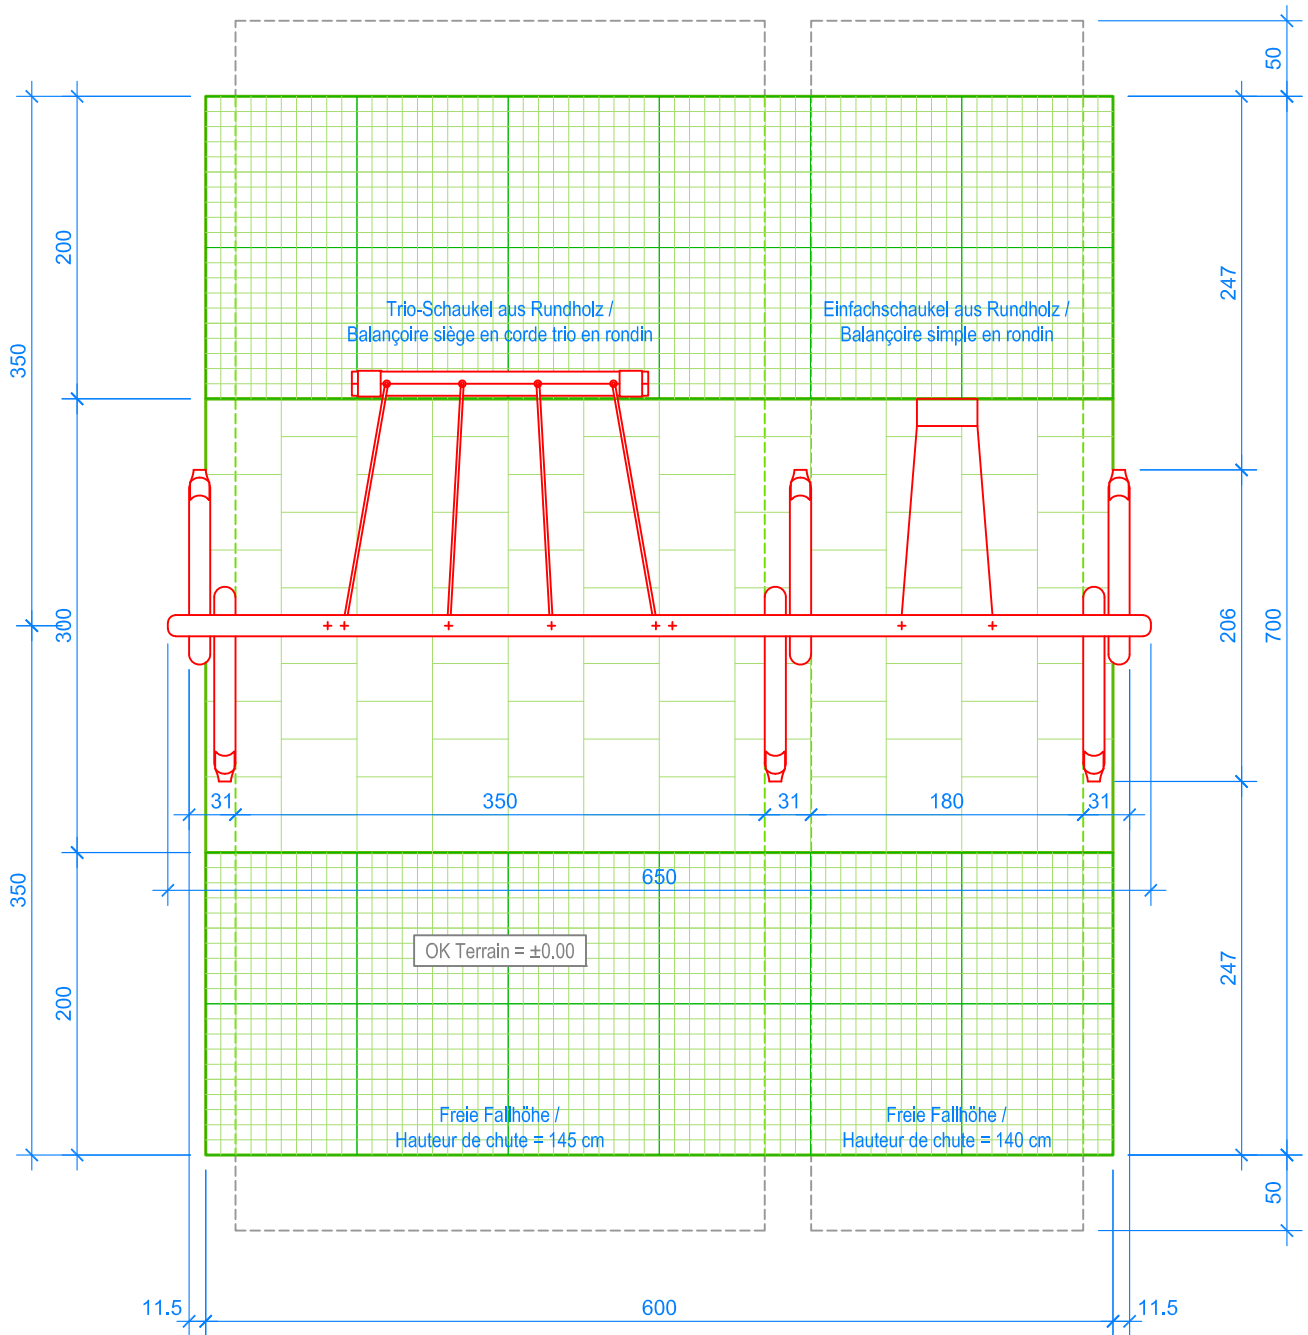 50
200
247
350
Trio-Schaukel aus Rundholz /
Balançoire siège en corde trio en rondin
Einfachschaukel aus Rundholz /
Balançoire simple en rondin
300
206
700
31
350
31
180
31
650
350
OK Terrain = ±0.00
200
247
Freie Fallhöhe /
Hauteur de chute = 145 cm
Freie Fallhöhe /
Hauteur de chute = 140 cm
50
11.5
600
11.5